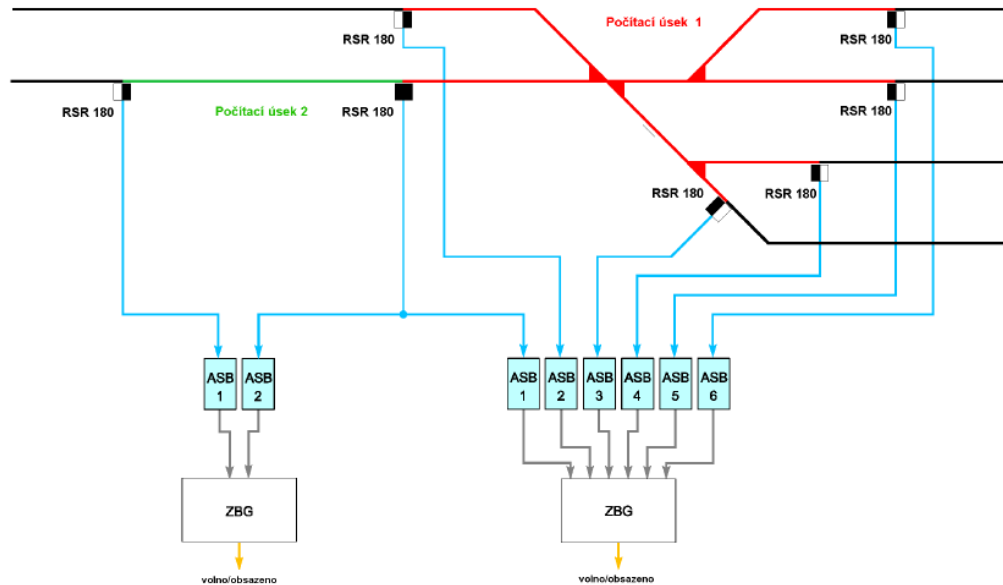 Počítací úsek 1
RSR 180
RSR 180
RSR 180
Počítací úsek 2
RSR 180
RSR 180
RSR 180
RSR 180
ASB
1
ASB
2
ASB
1
ASB
2
ASB
3
ASB
4
ASB
5
ASB
6
ZBG
ZBG
volno/obsazeno
volno/obsazeno